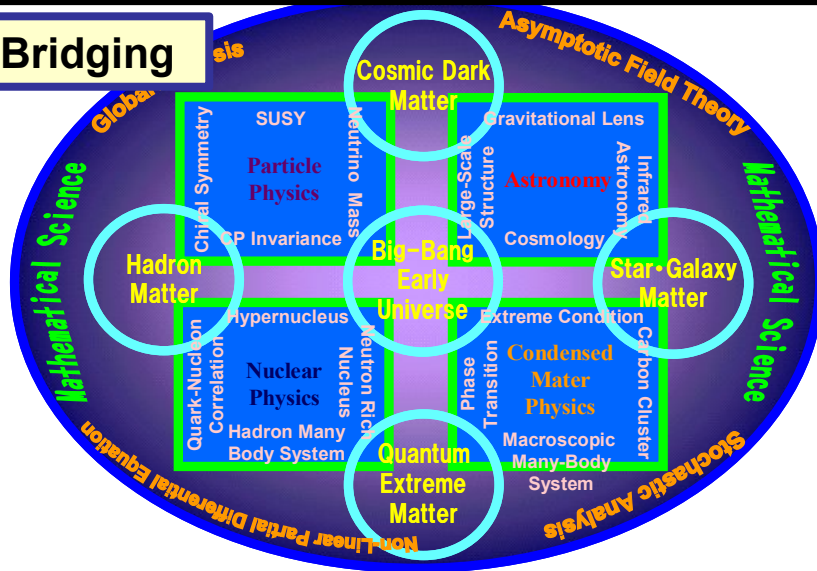 Bridging
Global
sis
Asymptotic Field Theory
Cosmic Dark
Matter
SUSY
Chiral Symmetry
Neutrino Mass
Particle
Physics
CP Invariance
Gravitational Lens
Large-Scale
Structure
Infrared
Astronomy
Astronomy
Cosmology
Mathematical Science
Mathematical Science
Hadron
Matter
Big-Bang
Early
Universe
Star・Galaxy
Matter
Hypernucleus
Quark-Nucleon
Correlation
Neutron Rich
Nucleus
Nuclear
Physics
Hadron Many
Body System
Extreme Condition
Phase
Transition
Carbon Cluster
Condensed
Mater
Physics
Macroscopic
Many-Body
System
Quantum
Extreme
Matter
Non-Linear Partial Differential Equation
Stochastic Analysis